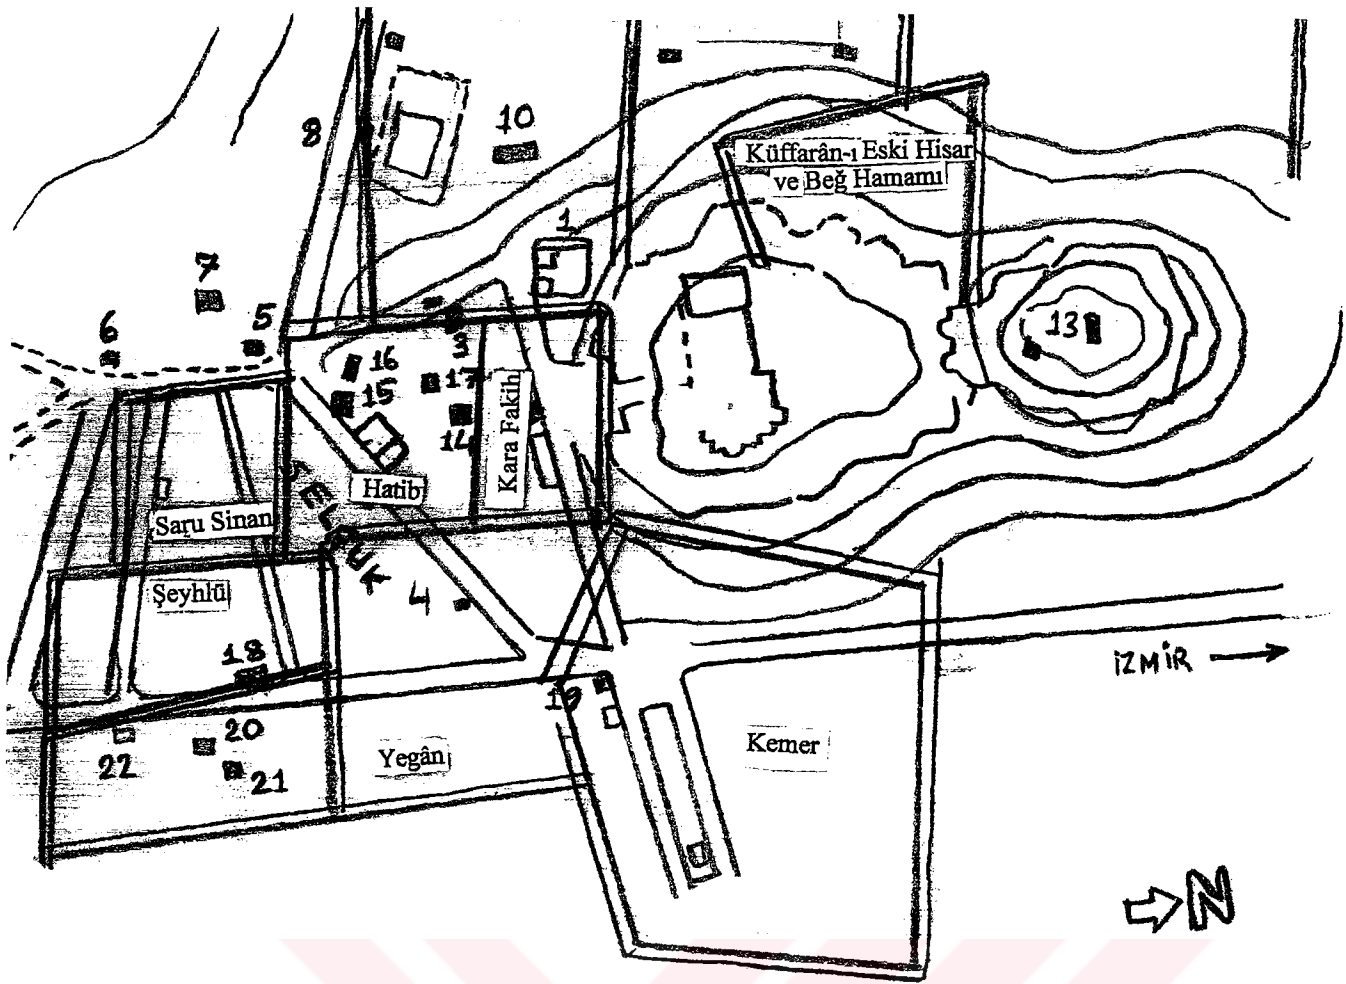 8
10
Küffarân-ı Eski Hisar
ve Beğ Hamamı
1
7
6
5
3
16
17
15
14
13
Kara Fakih
Hatib
SELÇUK
Saru Sinan
Şeyhlü
4
18
19
20
21
22
Yegân
Kemer
İZMİR
N